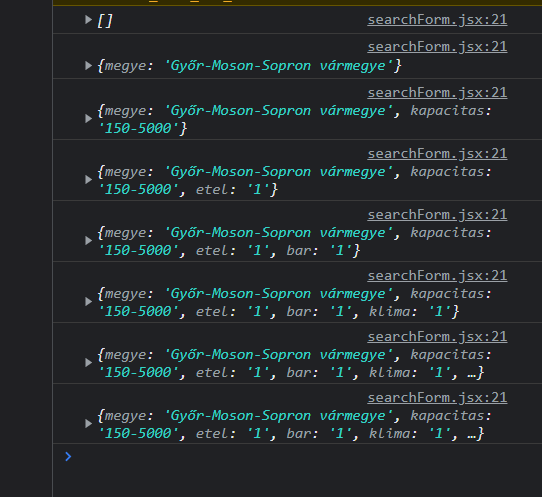 [] searchForm.jsx:21
searchForm.jsx:21
{megye: 'Győr-Moson-Sopron vármegye'}
searchForm.jsx:21
{megye: 'Győr-Moson-Sopron vármegye', kapacitas:
'150-5000'}
searchForm.jsx:21
{megye: 'Győr-Moson-Sopron vármegye', kapacitas:
'150-5000', etel: '1'}
searchForm.jsx:21
{megye: 'Győr-Moson-Sopron vármegye', kapacitas:
'150-5000', etel: '1', bar: '1'}
searchForm.jsx:21
{megye: 'Győr-Moson-Sopron vármegye', kapacitas:
'150-5000', etel: '1', bar: '1', klima: '1'}
searchForm.jsx:21
{megye: 'Győr-Moson-Sopron vármegye', kapacitas:
'150-5000', etel: '1', bar: '1', klima: '1', …}
searchForm.jsx:21
{megye: 'Győr-Moson-Sopron vármegye', kapacitas:
'150-5000', etel: '1', bar: '1', klima: '1', …}